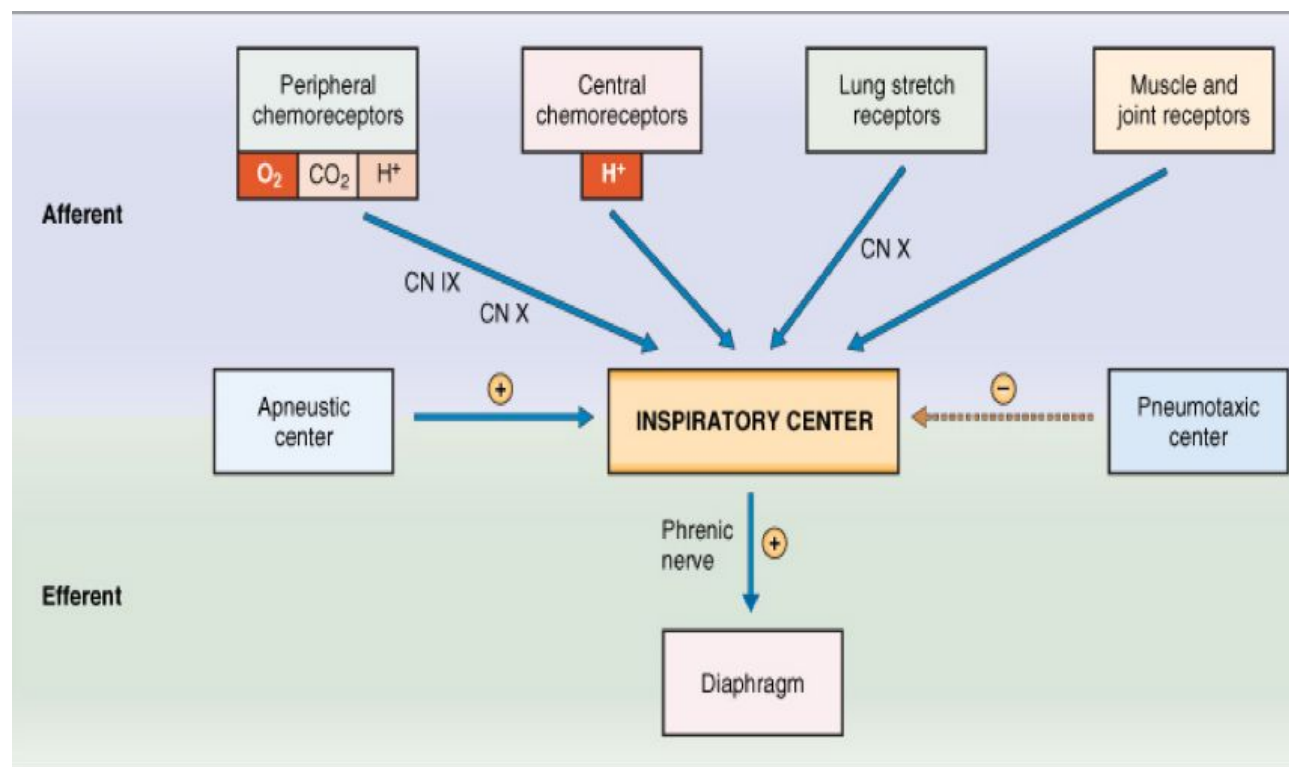 Peripheral
chemoreceptors
O₂
CO₂
H⁺
Central
chemoreceptors
H⁺
Lung stretch
receptors
Muscle and
joint receptors
Afferent
CN IX
CN X
CN X
Apneustic
center
+
INSPIRATORY CENTER
−
Pneumotaxic
center
Phrenic
nerve
+
Efferent
Diaphragm